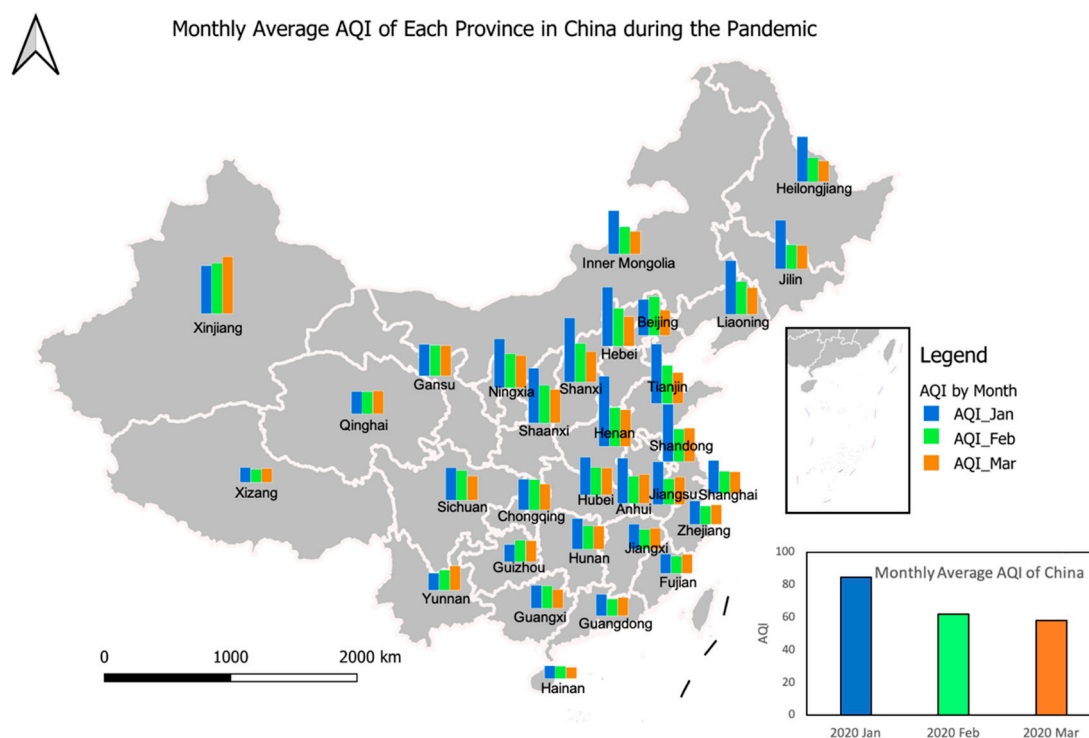 Monthly Average AQI of Each Province in China during the Pandemic
Heilongjiang
Inner Mongolia
Jilin
Xinjiang
Beijing
Liaoning
Hebei
Gansu
Ningxia
Shanxi
Tianjin
Qinghai
Shaanxi
Henan
Shandong
Xizang
Sichuan
Chongqing
Hubei
Anhui
Jiangsu
Shanghai
Zhejiang
Guizhou
Hunan
Jiangxi
Fujian
Yunnan
Guangxi
Guangdong
Hainan
0 1000 2000 km
Legend
AQI by Month
AQI_Jan
AQI_Feb
AQI_Mar
Monthly Average AQI of China
AQI
100
80
60
40
20
0
2020 Jan 2020 Feb 2020 Mar